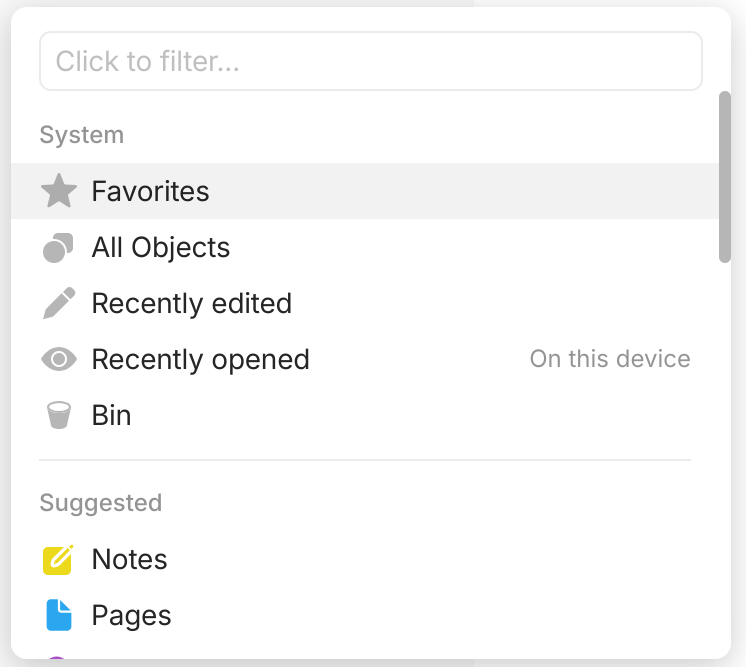 Click to filter...
System
Favorites
All Objects
Recently edited
Recently opened On this device
Bin
Suggested
Notes
Pages